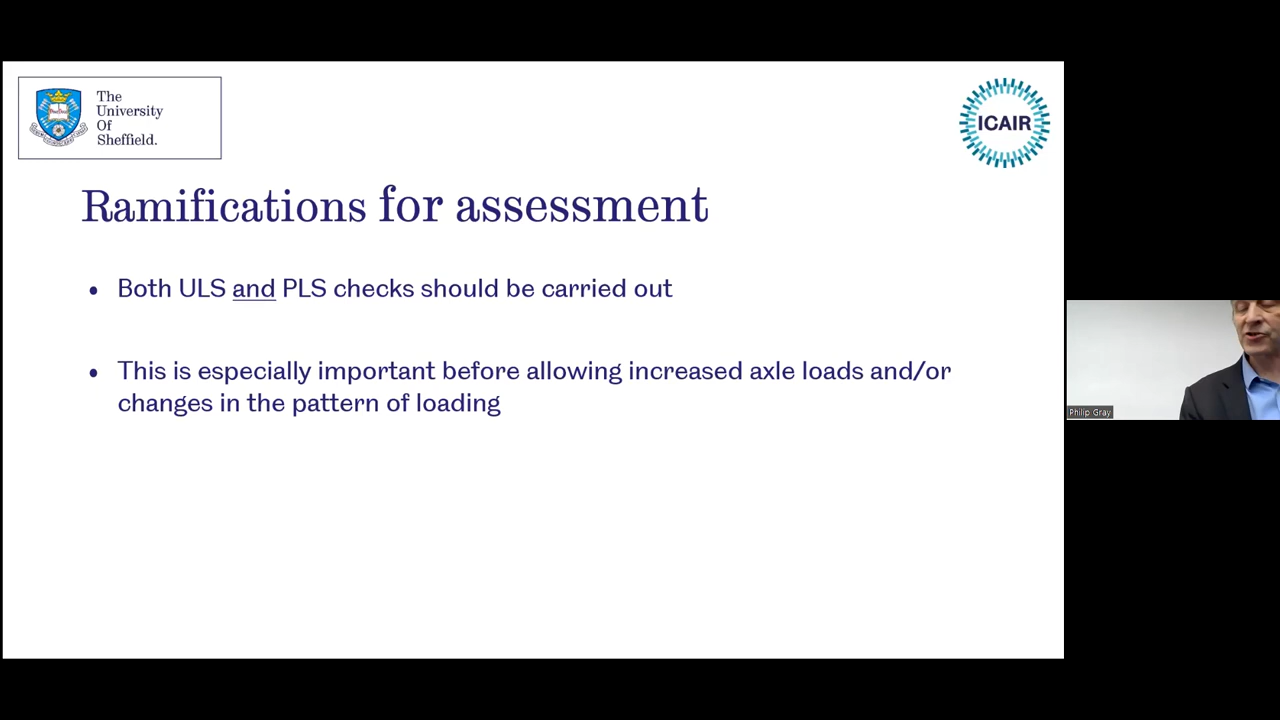 The
University
Of
Sheffield.
ICAIR
Ramifications for assessment
• Both ULS and PLS checks should be carried out
• This is especially important before allowing increased axle loads and/or
changes in the pattern of loading
Philip Gray